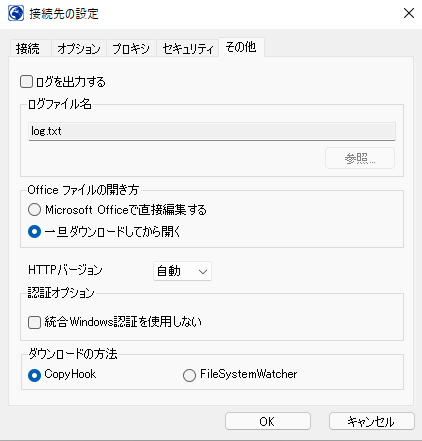 接続先の設定
接続 オプション プロキシ セキュリティ その他
ログを出力する
ログファイル名
log.txt
参照...
Office ファイルの開き方
Microsoft Officeで直接編集する
一旦ダウンロードしてから開く
HTTPバージョン 自動
認証オプション
統合Windows認証を使用しない
ダウンロードの方法
CopyHook FileSystemWatcher
OK キャンセル